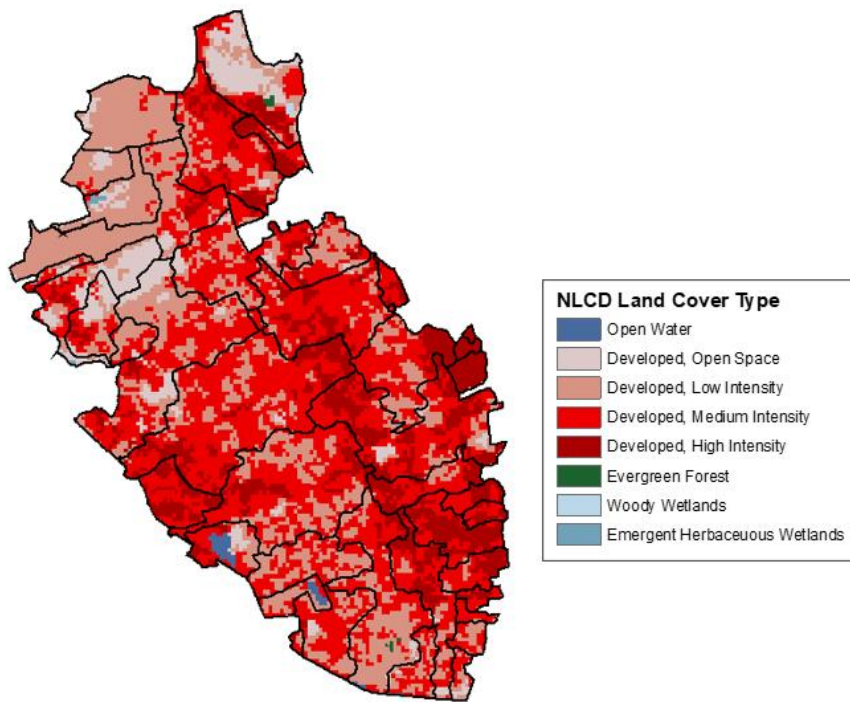 NLCD Land Cover Type
Open Water
Developed, Open Space
Developed, Low Intensity
Developed, Medium Intensity
Developed, High Intensity
Evergreen Forest
Woody Wetlands
Emergent Herbaceuous Wetlands